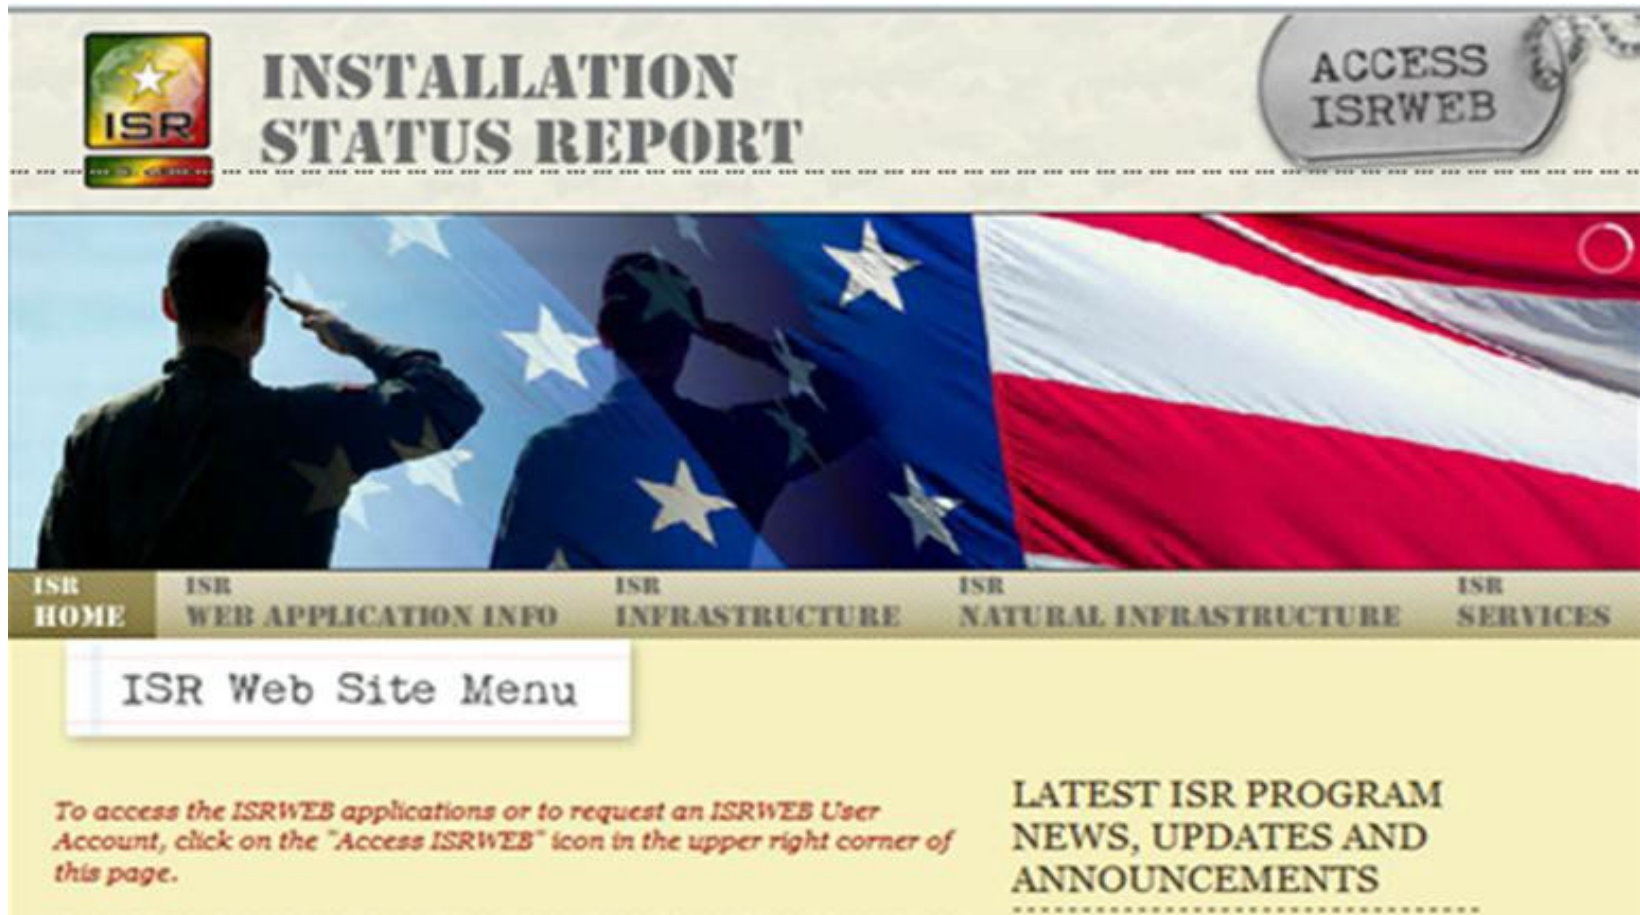 ISR
INSTALLATION
STATUS REPORT
ACCESS
ISRWEB
ISR
HOME
ISR
WEB APPLICATION INFO
ISR
INFRASTRUCTURE
ISR
NATURAL INFRASTRUCTURE
ISR
SERVICES
ISR Web Site Menu
To access the ISRWEB applications or to request an ISRWEB User
Account, click on the "Access ISRWEB" icon in the upper right corner of
this page.
LATEST ISR PROGRAM
NEWS, UPDATES AND
ANNOUNCEMENTS